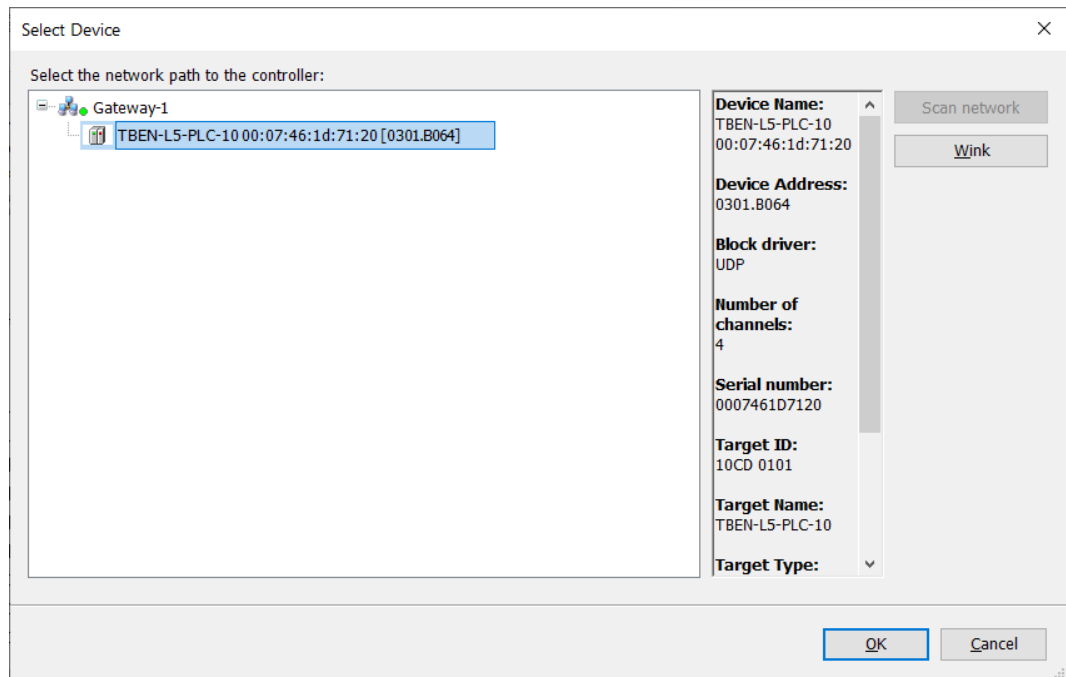 Select Device
Select the network path to the controller:
Gateway-1
TBEN-L5-PLC-10 00:07:46:1d:71:20 [0301.B064]
Device Name:
TBEN-L5-PLC-10
00:07:46:1d:71:20
Device Address:
0301.B064
Block driver:
UDP
Number of
channels:
4
Serial number:
0007461D7120
Target ID:
10CD 0101
Target Name:
TBEN-L5-PLC-10
Target Type:
Scan network
Wink
OK
Cancel